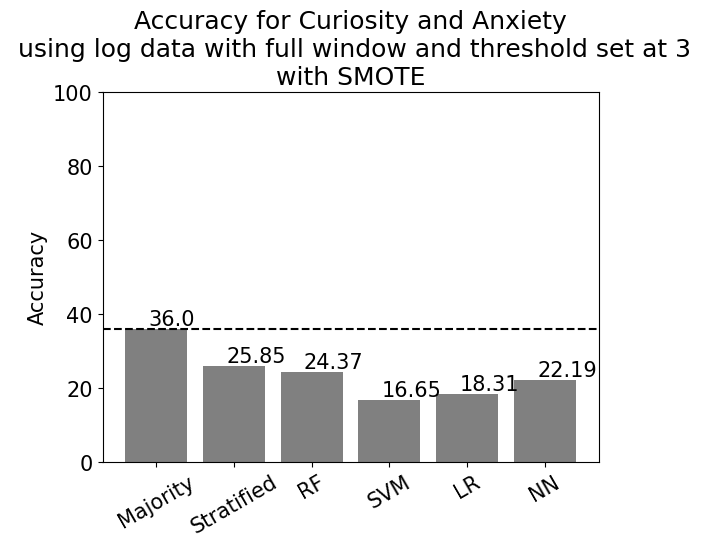 Accuracy for Curiosity and Anxiety
using log data with full window and threshold set at 3
with SMOTE
100
80
60
40
20
0
Accuracy
36.0
25.85
24.37
16.65
18.31
22.19
Majority
Stratified
RF
SVM
LR
NN